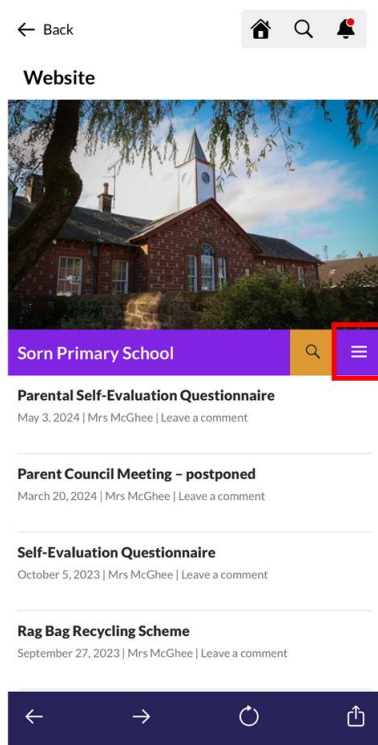 Back
Website
Sorn Primary School
Parental Self-Evaluation Questionnaire
May 3, 2024 | Mrs McGhee | Leave a comment
Parent Council Meeting – postponed
March 20, 2024 | Mrs McGhee | Leave a comment
Self-Evaluation Questionnaire
October 5, 2023 | Mrs McGhee | Leave a comment
Rag Bag Recycling Scheme
September 27, 2023 | Mrs McGhee | Leave a comment